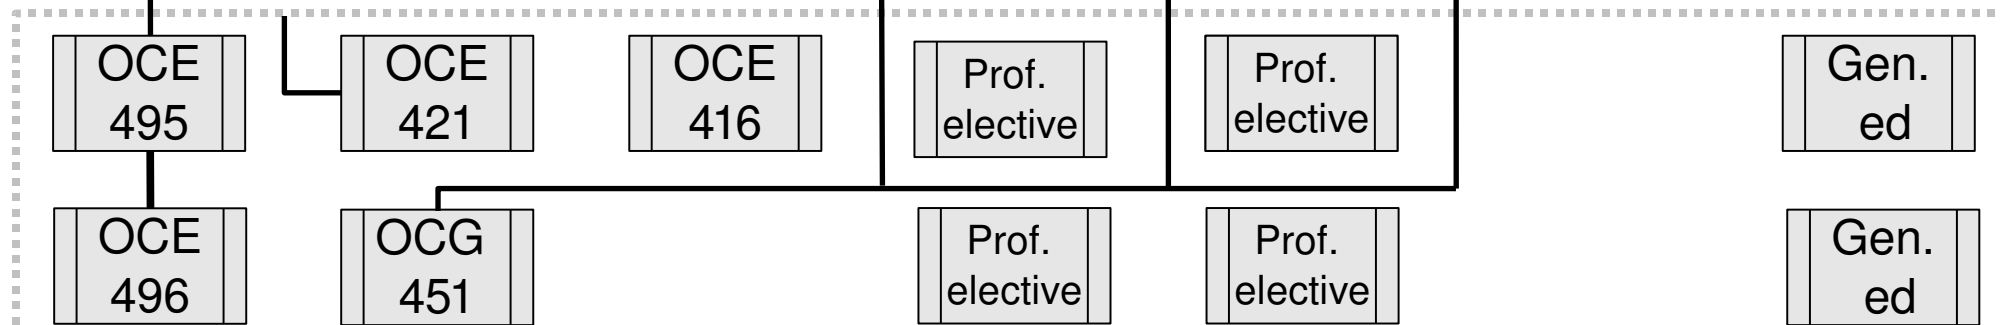 OCE
495
OCE
421
OCE
416
Prof.
elective
Prof.
elective
Gen.
ed
OCE
496
OCG
451
Prof.
elective
Prof.
elective
Gen.
ed